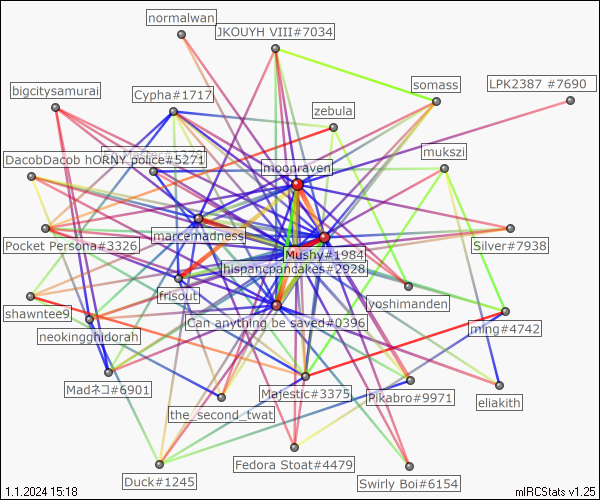 normalwan
JKOUYH VIII#7034
LPK2387 #7690
somass
bigcitysamurai
Cypha#1717
zebula
mukszi
DacobDacob hORNY police#5271
moonraven
Pocket Persona#3326
marcemadness
Silver#7938
Mushy#1984
hispancpandakes#2928
frisout
yoshimanden
shawntee9
Can anything be saved#0396
ming#4742
neokingghidorah
Madネコ#6901
Majestic#3375
Pikabro#9971
eliakith
the_second_twat
Fedora Stoat#4479
Duck#1245
Swirly Boi#6154
1.1.2024 15:18
mIRCStats v1.25